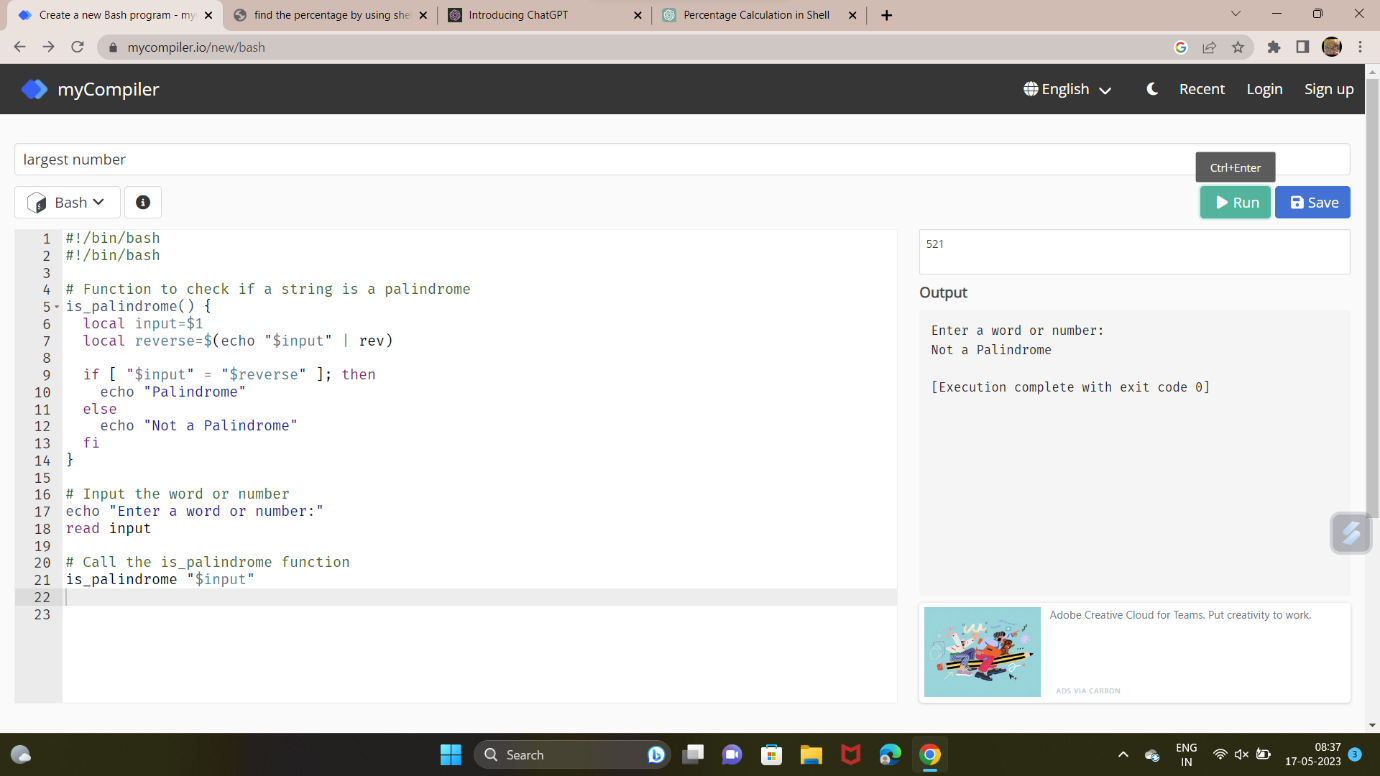 Create a new Bash program - my
find the percentage by using she
Introducing ChatGPT
Percentage Calculation in Shell
mycompiler.io/new/bash
myCompiler
English
Recent
Login
Sign up
largest number
Ctrl+Enter
Bash
Run
Save
1 #!/bin/bash
2 #!/bin/bash
3
4 # Function to check if a string is a palindrome
5 is_palindrome() {
6   local input=$1
7   local reverse=$(echo "$input" | rev)
8
9   if [ "$input" = "$reverse" ]; then
10     echo "Palindrome"
11   else
12     echo "Not a Palindrome"
13   fi
14 }
15
16 # Input the word or number
17 echo "Enter a word or number:"
18 read input
19
20 # Call the is_palindrome function
21 is_palindrome "$input"
22
23
521
Output
Enter a word or number:
Not a Palindrome
[Execution complete with exit code 0]
Adobe Creative Cloud for Teams. Put creativity to work.
ADS VIA CARBON
Search
ENG
IN
08:37
17-05-2023
3